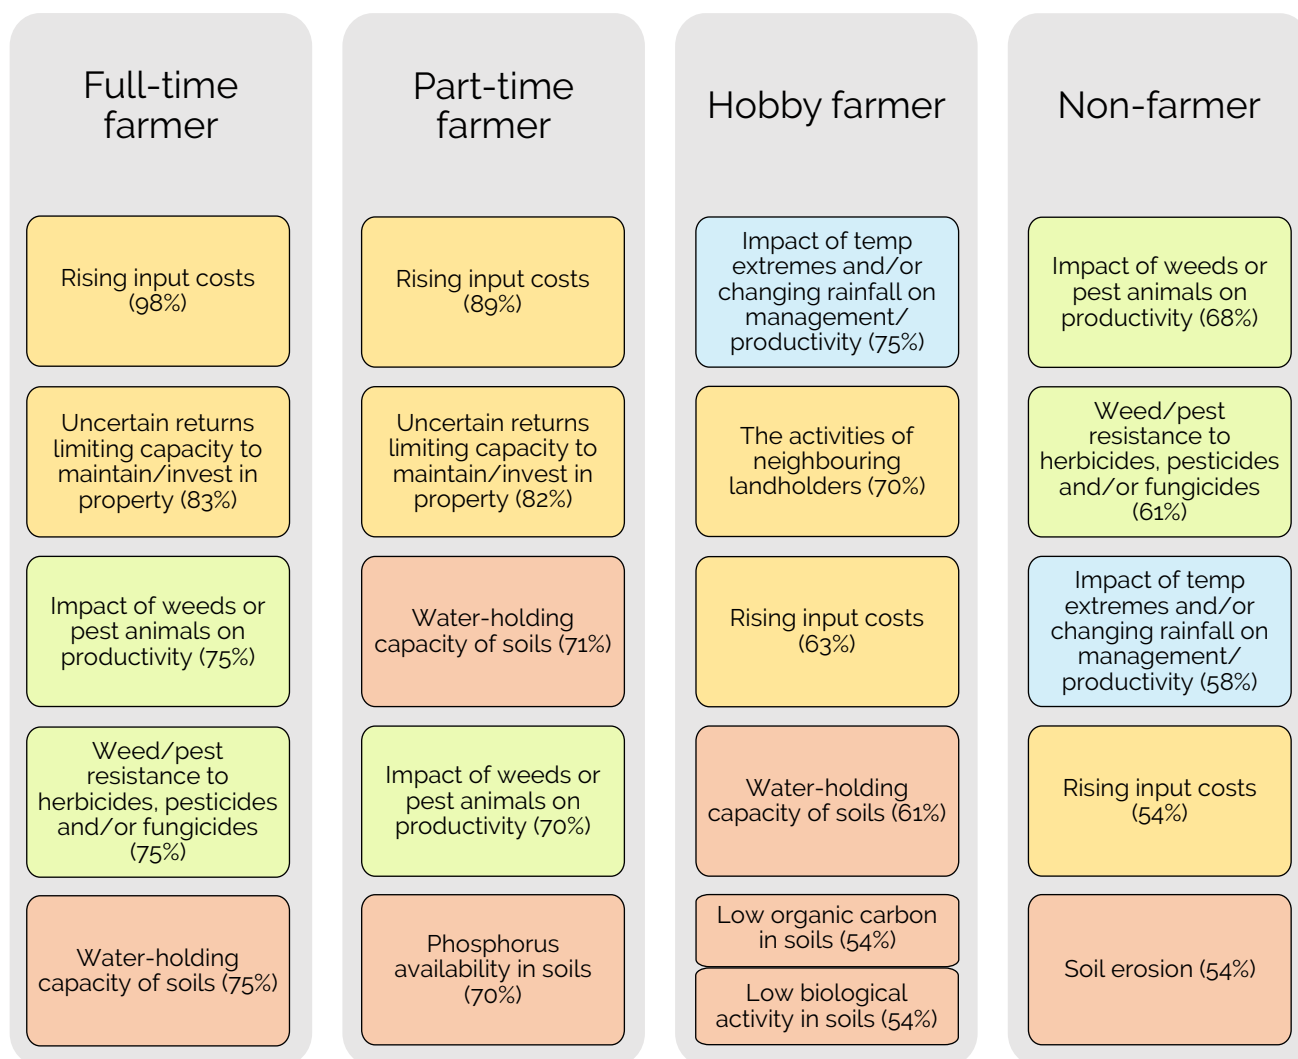 Full-time
farmer
Rising input costs
(98%)
Uncertain returns
limiting capacity to
maintain/invest in
property (83%)
Impact of weeds or
pest animals on
productivity (75%)
Weed/pest
resistance to
herbicides, pesticides
and/or fungicides
(75%)
Water-holding
capacity of soils (75%)
Part-time
farmer
Rising input costs
(89%)
Uncertain returns
limiting capacity to
maintain/invest in
property (82%)
Water-holding
capacity of soils (71%)
Impact of weeds or
pest animals on
productivity (70%)
Phosphorus
availability in soils
(70%)
Hobby farmer
Impact of temp
extremes and/or
changing rainfall on
management/
productivity (75%)
The activities of
neighbouring
landholders (70%)
Rising input costs
(63%)
Water-holding
capacity of soils (61%)
Low organic carbon
in soils (54%)
Low biological
activity in soils (54%)
Non-farmer
Impact of weeds or
pest animals on
productivity (68%)
Weed/pest
resistance to
herbicides, pesticides
and/or fungicides
(61%)
Impact of temp
extremes and/or
changing rainfall on
management/
productivity (58%)
Rising input costs
(54%)
Soil erosion (54%)